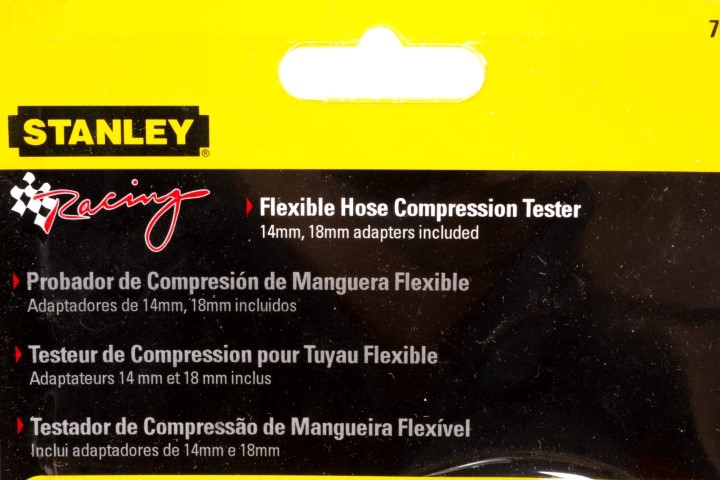 7
STANLEY®
Racing
Flexible Hose Compression Tester
14mm, 18mm adapters included
Probador de Compresión de Manguera Flexible
Adaptadores de 14mm, 18mm incluidos
Testeur de Compression pour Tuyau Flexible
Adaptateurs 14 mm et 18 mm inclus
Testador de Compressão de Mangueira Flexível
Inclui adaptadores de 14mm e 18mm